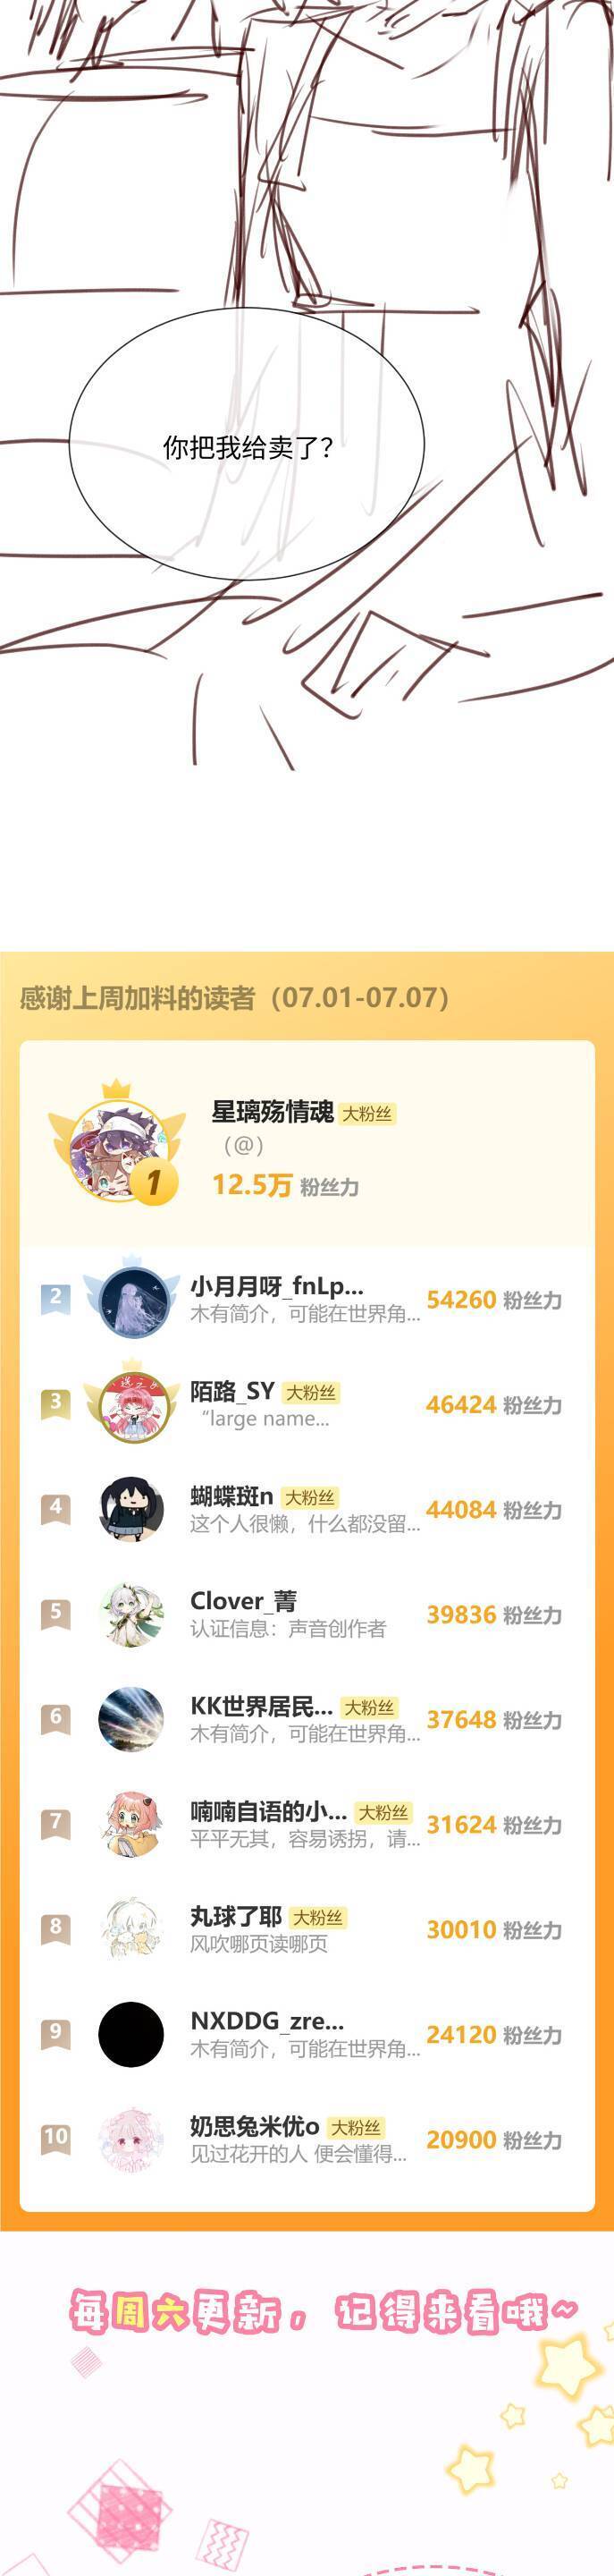 你把我给卖了？
感谢上周加料的读者（07.01-07.07）
星璃殇情魂 大粉丝
（@）
1
12.5万 粉丝力
2
小月月呀_fnLp...
木有简介，可能在世界角...
54260 粉丝力
3
陌路_SY 大粉丝
“large name...
46424 粉丝力
4
蝴蝶斑n 大粉丝
这个人很懒，什么都没留...
44084 粉丝力
5
Clover_菁
认证信息：声音创作者
39836 粉丝力
6
KK世界居民... 大粉丝
木有简介，可能在世界角...
37648 粉丝力
7
喃喃自语的小... 大粉丝
平平无其，容易诱拐，请...
31624 粉丝力
8
丸球了耶 大粉丝
风吹哪页读哪页
30010 粉丝力
9
NXDDG_zre...
木有简介，可能在世界角...
24120 粉丝力
10
奶思兔米优o 大粉丝
见过花开的人 便会懂得...
20900 粉丝力
每周六更新，记得来看哦~